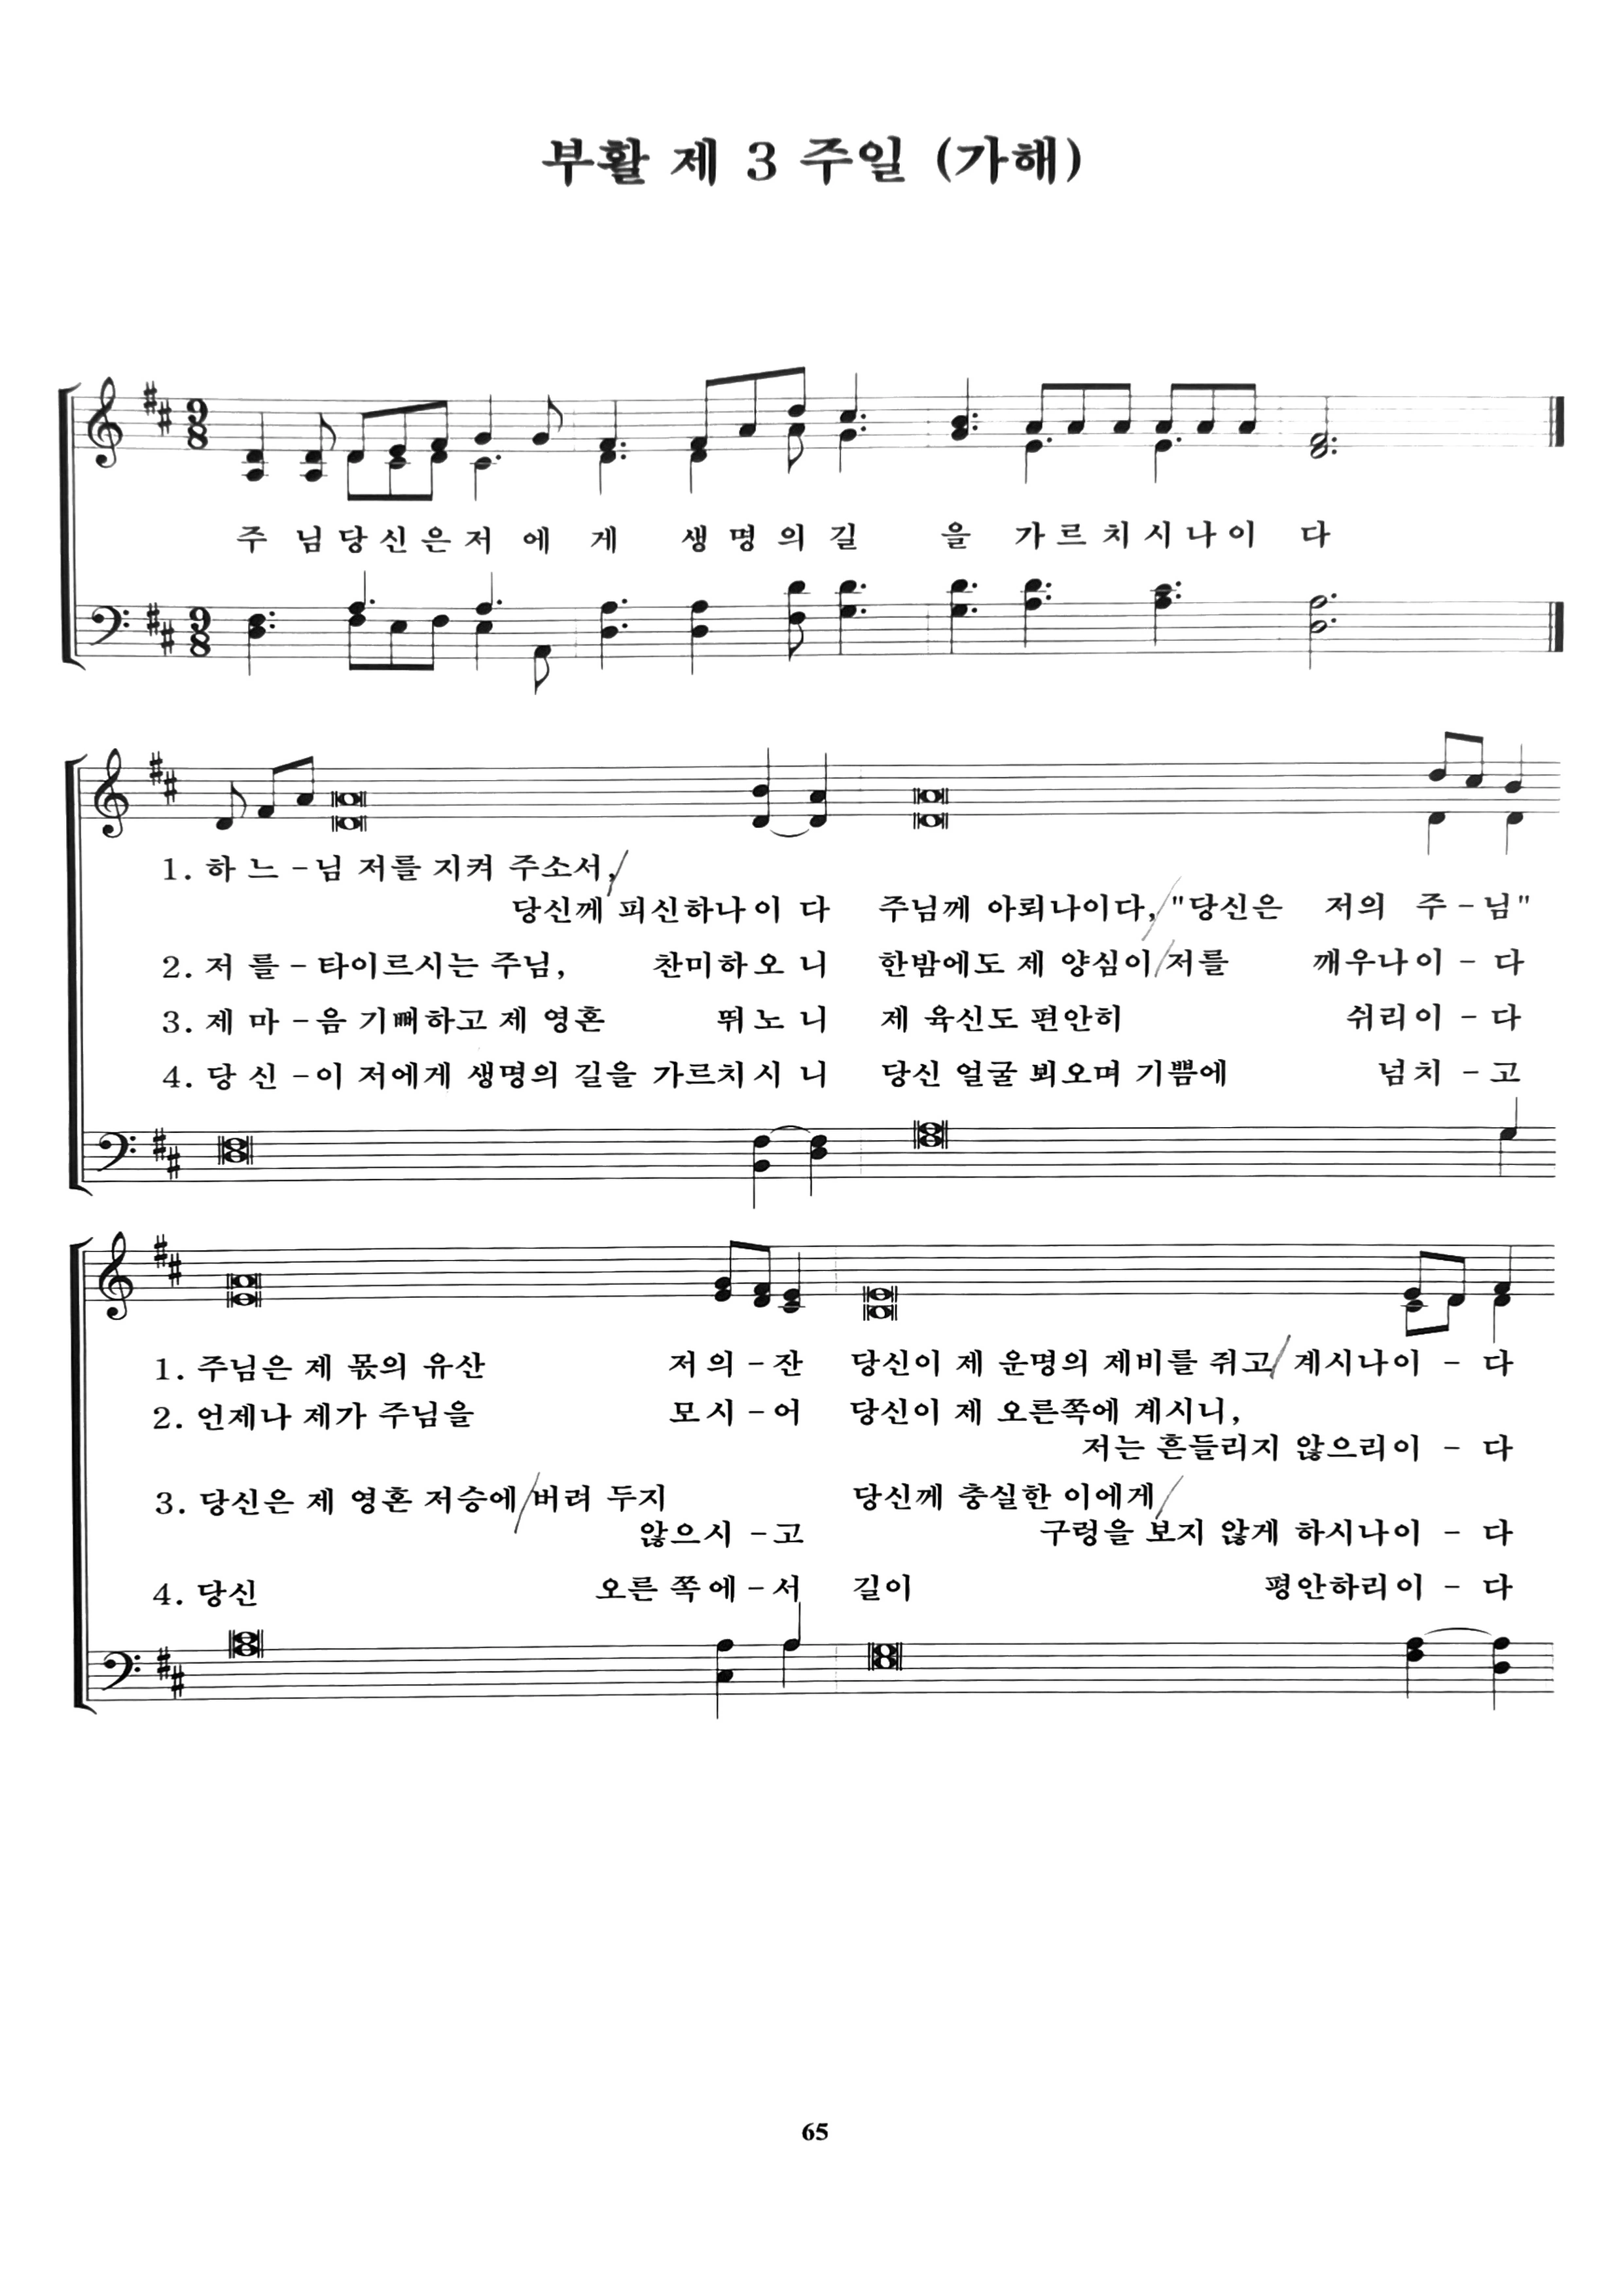 부활 제 3 주일 (가해)
9 8
주 님 당 신 은 저 에 게 생 명 의 길 을 가 르 치 시 나 이 다
9 8
1. 하 느 - 님 저를 지켜 주소서,
당신께 피신하나 이 다 주님께 아뢰나이다, "당신은 저의 주 - 님"
2. 저 를 - 타이르시는 주님, 찬미하 오 니 한밤에도 제 양심이 저를 깨우나 이 - 다
3. 제 마 - 음 기뻐하고 제 영혼 뛰 노 니 제 육신도 편안히 쉬리 이 - 다
4. 당 신 - 이 저에게 생명의 길을 가르치 시 니 당신 얼굴 뵈오며 기쁨에 넘치 - 고
1. 주님은 제 몫의 유산 저 의 - 잔 당신이 제 운명의 제비를 쥐고 계시나이 - 다
2. 언제나 제가 주님을 모 시 - 어 당신이 제 오른쪽에 계시니,
저는 흔들리지 않으리이 - 다
3. 당신은 제 영혼 저승에 버려 두지 당신께 충실한 이에게
않으시 - 고 구렁을 보지 않게 하시나이 - 다
4. 당신 오른 쪽 에 - 서 길이 평안하리이 - 다
65